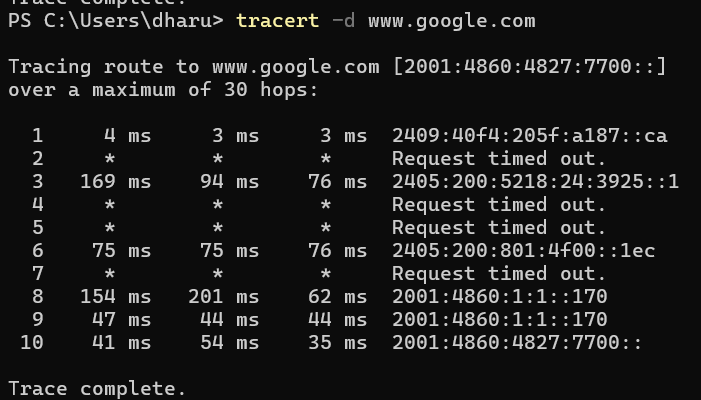 Trace complete.
PS C:\Users\dharu> tracert -d www.google.com
Tracing route to www.google.com [2001:4860:4827:7700::]
over a maximum of 30 hops:
1 4 ms 3 ms 3 ms 2409:40f4:205f:a187::ca
2 * * * Request timed out.
3 169 ms 94 ms 76 ms 2405:200:5218:24:3925::1
4 * * * Request timed out.
5 * * * Request timed out.
6 75 ms 75 ms 76 ms 2405:200:801:4f00::1ec
7 * * * Request timed out.
8 154 ms 201 ms 62 ms 2001:4860:1:1::170
9 47 ms 44 ms 44 ms 2001:4860:1:1::170
10 41 ms 54 ms 35 ms 2001:4860:4827:7700::
Trace complete.